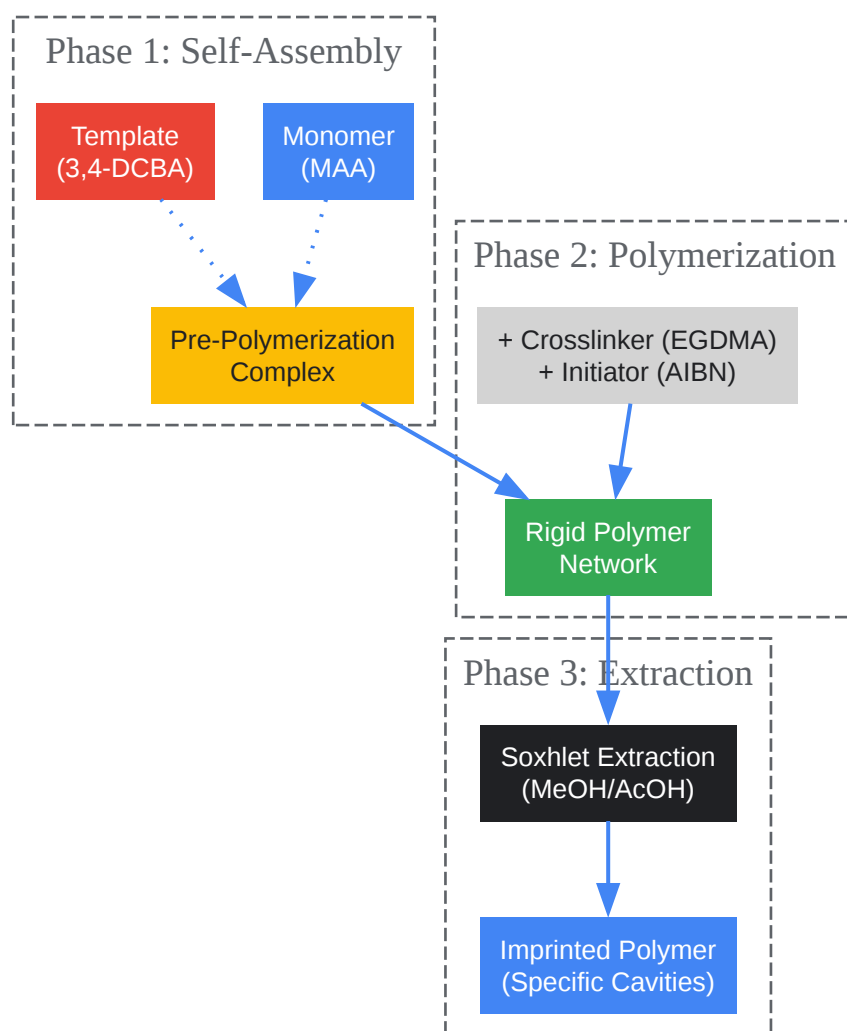 Phase 1: Self-Assembly
Template
(3,4-DCBA)
Monomer
(MAA)
Pre-Polymerization
Complex
Phase 2: Polymerization
+ Crosslinker (EGDMA)
+ Initiator (AIBN)
Rigid Polymer
Network
Phase 3: Extraction
Soxhlet Extraction
(MeOH/AcOH)
Imprinted Polymer
(Specific Cavities)